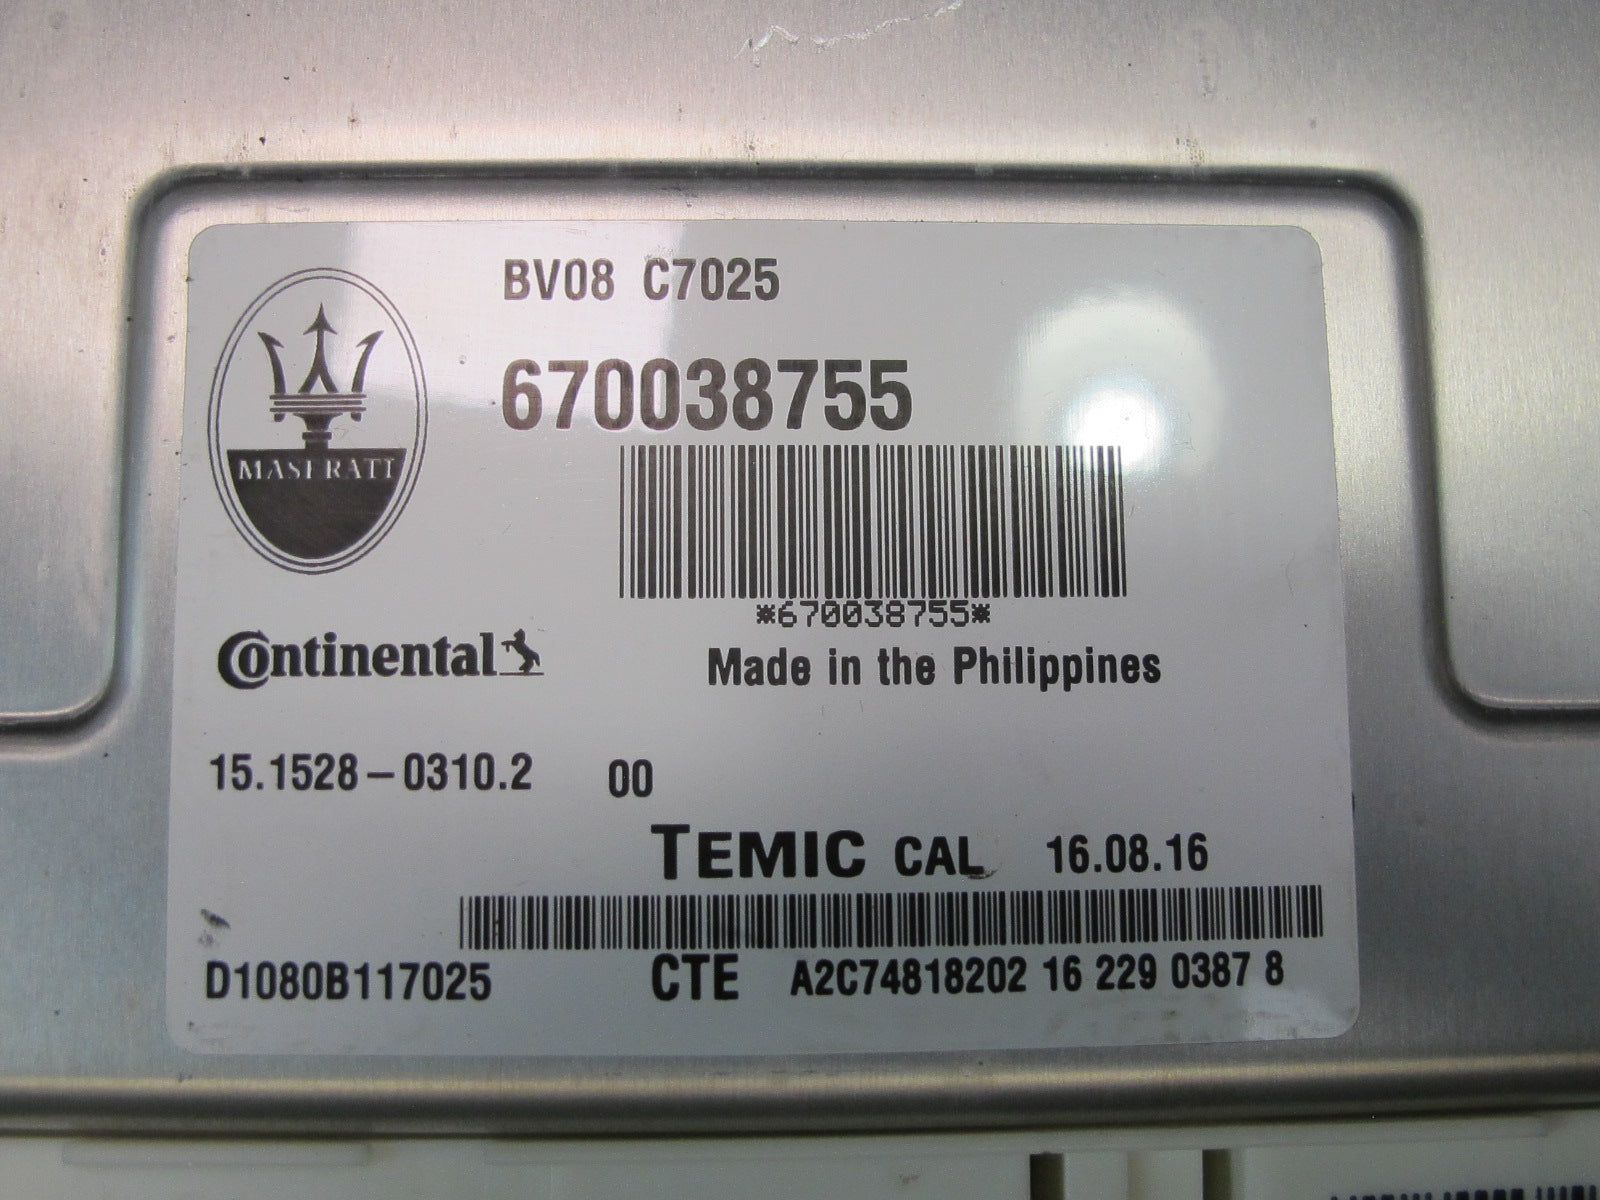 BV08 C7025
670038755
MASERATI
*670038755*
Continental
Made in the Philippines
15.1528-0310.2 00
TEMIC CAL 16.08.16
D1080B117025 CTE A2C74818202 16 229 0387 8